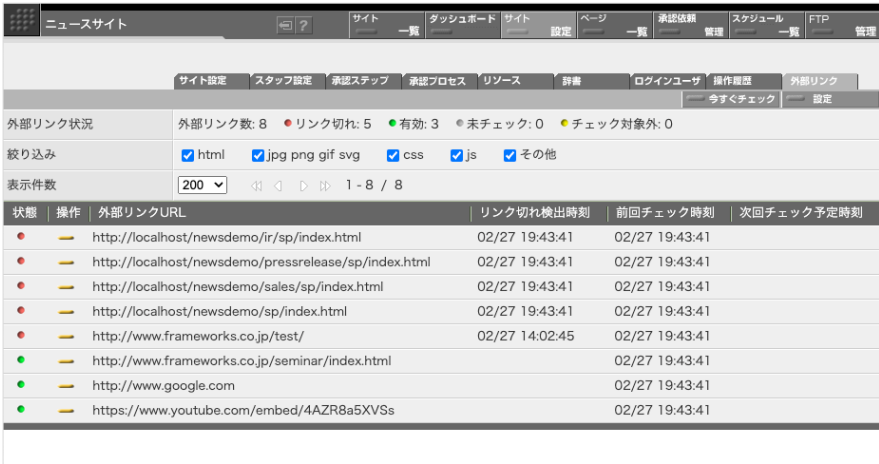 ニュースサイト ? サイト 一覧 ダッシュボード サイト 設定 ページ 一覧 承認依頼 管理 スケジュール 一覧 FTP 管理
サイト設定 スタッフ設定 承認ステップ 承認プロセス リソース 辞書 ログインユーザ 操作履歴 外部リンク
今すぐチェック 設定
外部リンク状況 外部リンク数: 8 リンク切れ: 5 有効: 3 未チェック: 0 チェック対象外: 0
絞り込み html jpg png gif svg css js その他
表示件数 200 1 - 8 / 8
状態 操作 外部リンクURL リンク切れ検出時刻 前回チェック時刻 次回チェック予定時刻
http://localhost/newsdemo/ir/sp/index.html 02/27 19:43:41 02/27 19:43:41
http://localhost/newsdemo/pressrelease/sp/index.html 02/27 19:43:41 02/27 19:43:41
http://localhost/newsdemo/sales/sp/index.html 02/27 19:43:41 02/27 19:43:41
http://localhost/newsdemo/sp/index.html 02/27 19:43:41 02/27 19:43:41
http://www.frameworks.co.jp/test/ 02/27 14:02:45 02/27 19:43:41
http://www.frameworks.co.jp/seminar/index.html 02/27 19:43:41
http://www.google.com 02/27 19:43:41
https://www.youtube.com/embed/4AZR8a5XVSs 02/27 19:43:41